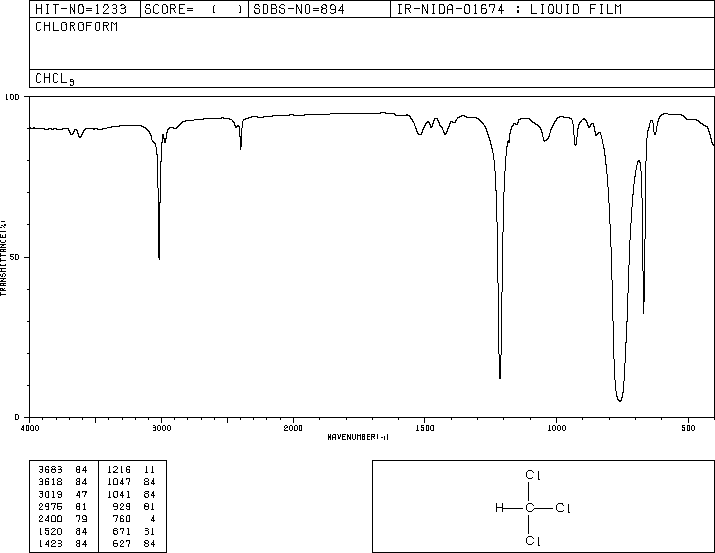 HIT-NO=1233 SCORE= ( ) SDBS-NO=894 IR-NIDA-01674 : LIQUID FILM
CHLOROFORM
CHCL3
100
50
0
TRANSMITTANCE(%)
4000 3000 2000 1500 1000 500
WAVENUMBER(-1)
3683 84 1216 11
3618 84 1047 84
3019 47 1041 84
2976 81 929 81
2400 79 760 4
1520 84 671 31
1423 84 627 84
Cl
H C Cl
Cl